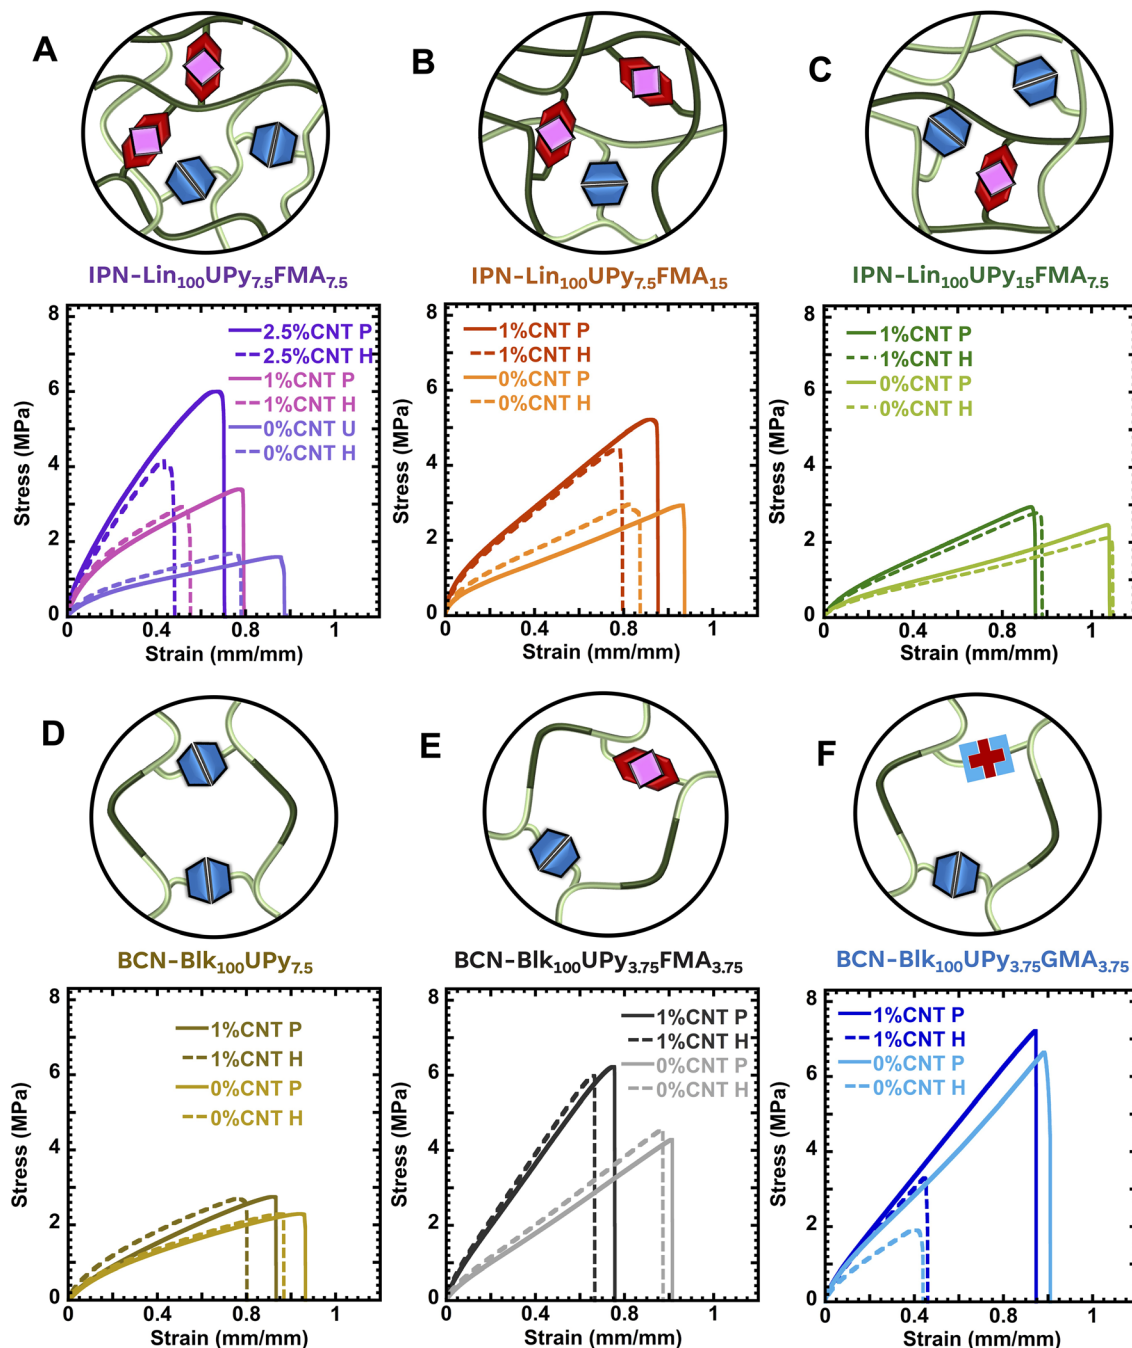 A
B
C
IPN-Lin₁₀₀UPy₇.₅FMA₇.₅
IPN-Lin₁₀₀UPy₇.₅FMA₁₅
IPN-Lin₁₀₀UPy₁₅FMA₇.₅
8
6
4
2
0
Stress (MPa)
2.5%CNT P
2.5%CNT H
1%CNT P
1%CNT H
0%CNT U
0%CNT H
0 0.4 0.8 1
Strain (mm/mm)
8
6
4
2
0
Stress (MPa)
1%CNT P
1%CNT H
0%CNT P
0%CNT H
0 0.4 0.8 1
Strain (mm/mm)
8
6
4
2
0
Stress (MPa)
1%CNT P
1%CNT H
0%CNT P
0%CNT H
0 0.4 0.8 1
Strain (mm/mm)
D
E
F
BCN-Blk₁₀₀UPy₇.₅
BCN-Blk₁₀₀UPy₃.₇₅FMA₃.₇₅
BCN-Blk₁₀₀UPy₃.₇₅GMA₃.₇₅
8
6
4
2
0
Stress (MPa)
1%CNT P
1%CNT H
0%CNT P
0%CNT H
0 0.4 0.8 1
Strain (mm/mm)
8
6
4
2
0
Stress (MPa)
1%CNT P
1%CNT H
0%CNT P
0%CNT H
0 0.4 0.8 1
Strain (mm/mm)
8
6
4
2
0
Stress (MPa)
1%CNT P
1%CNT H
0%CNT P
0%CNT H
0 0.4 0.8 1
Strain (mm/mm)